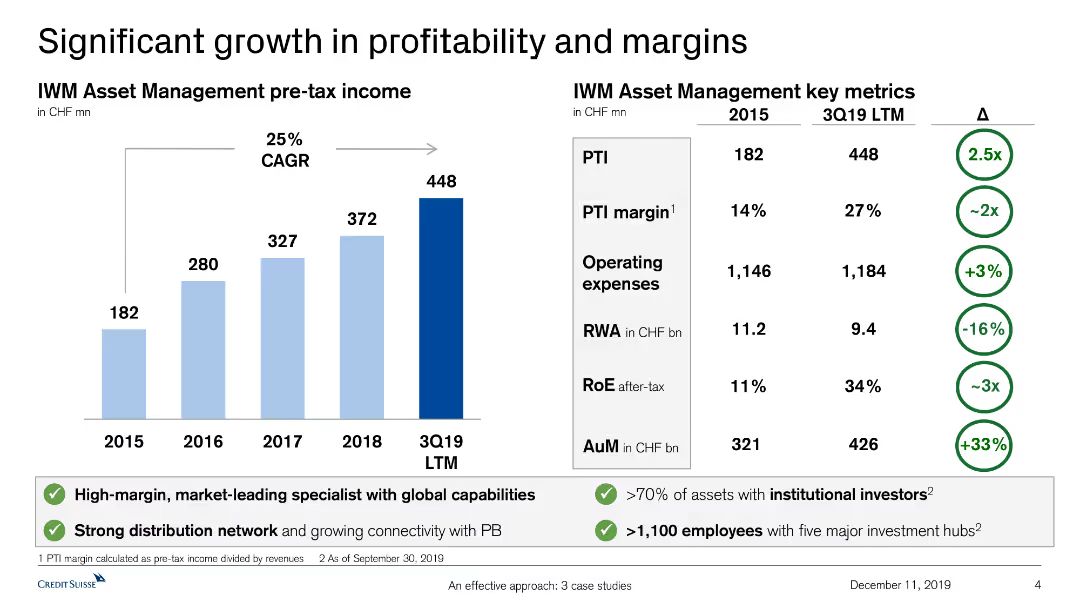 Significant growth in profitability and margins
IWM Asset Management pre-tax income
in CHF mn
25%
CAGR
182
280
327
372
448
2015
2016
2017
2018
3Q19
LTM
IWM Asset Management key metrics
in CHF mn
2015 3Q19 LTM Δ
PTI 182 448 2.5x
PTI margin1 14% 27% ~2x
Operating
expenses 1,146 1,184 +3%
RWA in CHF bn 11.2 9.4 -16%
RoE after-tax 11% 34% ~3x
AuM in CHF bn 321 426 +33%
High-margin, market-leading specialist with global capabilities
Strong distribution network and growing connectivity with PB
>70% of assets with institutional investors2
>1,100 employees with five major investment hubs2
1 PTI margin calculated as pre-tax income divided by revenues 2 As of September 30, 2019
CREDIT SUISSE
An effective approach: 3 case studies
December 11, 2019
4